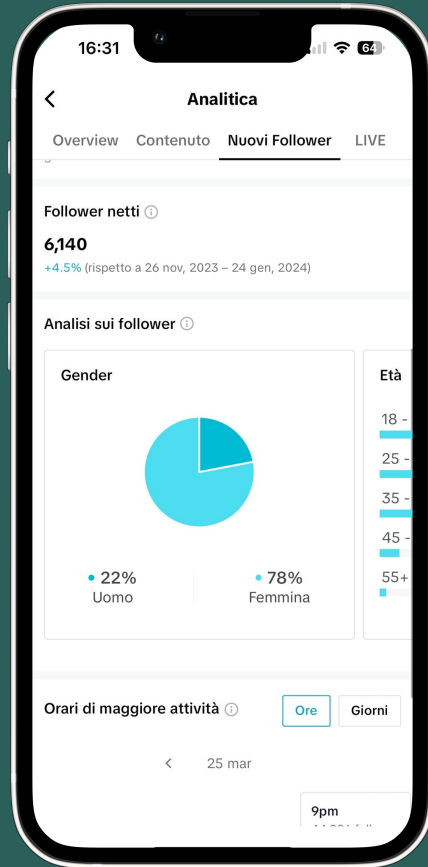 16:31
64
Analitica
Overview Contenuto Nuovi Follower LIVE
Follower netti
6,140
+4.5% (rispetto a 26 nov, 2023 – 24 gen, 2024)
Analisi sui follower
Gender
22%
Uomo
78%
Femmina
Età
18 -
25 -
35 -
45 -
55+
Orari di maggiore attività
Ore
Giorni
25 mar
9pm